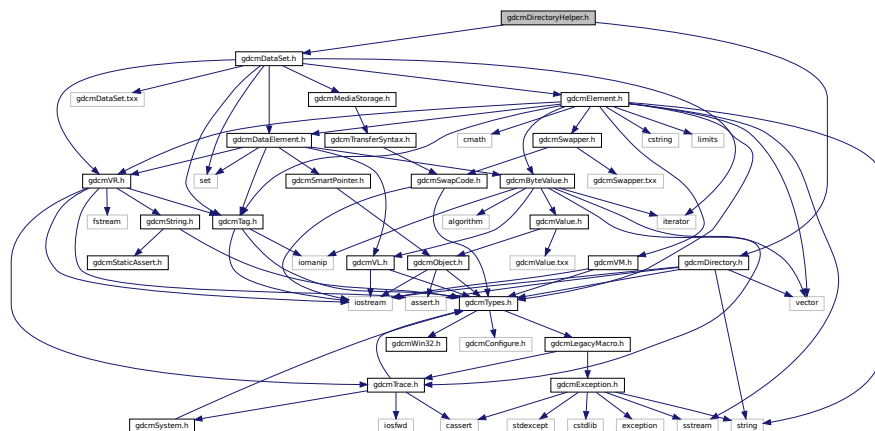 gdcmDirectoryHelper.h
gdcmDataSet.h
gdcmDataSet.txx
gdcmMediaStorage.h
gdcmElement.h
gdcmDataElement.h
gdcmTransferSyntax.h
cmath
gdcmSwapper.h
cstring
limits
gdcmVR.h
set
gdcmSmartPointer.h
gdcmSwapCode.h
gdcmByteValue.h
gdcmSwapper.txx
fstream
gdcmString.h
gdcmTag.h
algorithm
gdcmValue.h
iterator
gdcmStaticAssert.h
iomanip
gdcmVL.h
gdcmObject.h
gdcmValue.txx
gdcmVM.h
gdcmDirectory.h
iostream
assert.h
gdcmTypes.h
vector
gdcmWin32.h
gdcmConfigure.h
gdcmLegacyMacro.h
gdcmTrace.h
gdcmException.h
gdcmSystem.h
iosfwd
cassert
stdexcept
cstdlib
exception
sstream
string